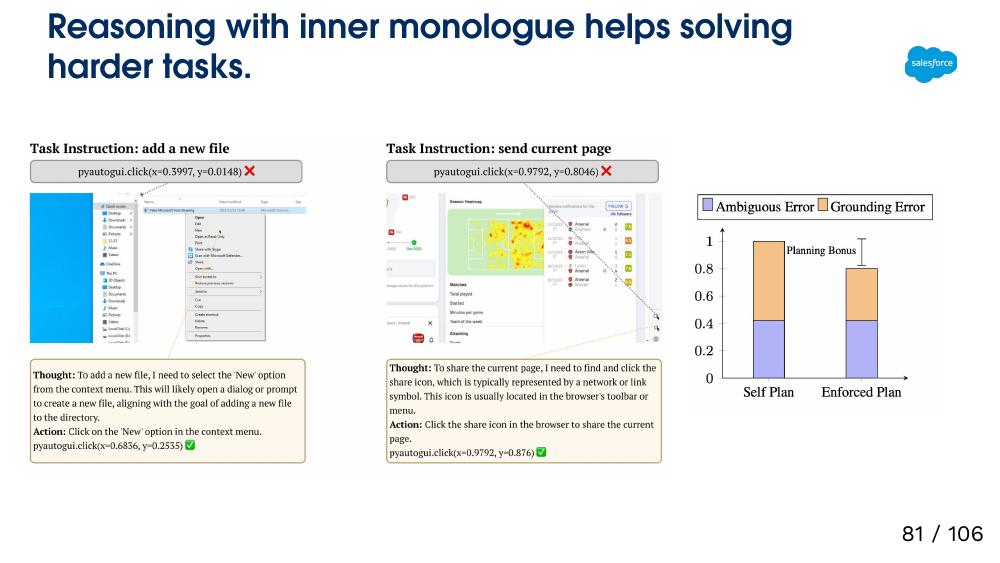 Reasoning with inner monologue helps solving
harder tasks.
salesforce
Task Instruction: add a new file
pyautogui.click(x=0.3997, y=0.0148)
Quick access
Desktop
Downloads
Documents
Pictures
11-23
Documents
Music
Videos
OneDrive
This PC
3D Objects
Desktop
Documents
Downloads
Music
Pictures
Videos
Open
Edit
New
Open as Read-Only
Print
Share with Skype
Scan with Microsoft Defender...
Share
Open with...
Restore previous versions
Send to
Cut
Copy
Create shortcut
Delete
Rename
Properties
Thought: To add a new file, I need to select the 'New' option
from the context menu. This will likely open a dialog or prompt
to create a new file, aligning with the goal of adding a new file
to the directory.
Action: Click on the 'New' option in the context menu.
pyautogui.click(x=0.6836, y=0.2535)
Task Instruction: send current page
pyautogui.click(x=0.9792, y=0.8046)
Season Heatmap
FOLLOW
Matches
Total played
Started
Minutes per game
Team of the week
Attacking
Arsenal
Aston Villa
Arsenal
Thought: To share the current page, I need to find and click the
share icon, which is typically represented by a network or link
symbol. This icon is usually located in the browser's toolbar or
menu.
Action: Click the share icon in the browser to share the current
page.
pyautogui.click(x=0.9792, y=0.876)
Ambiguous Error Grounding Error
Planning Bonus
1
0.8
0.6
0.4
0.2
0
Self Plan Enforced Plan
81 / 106